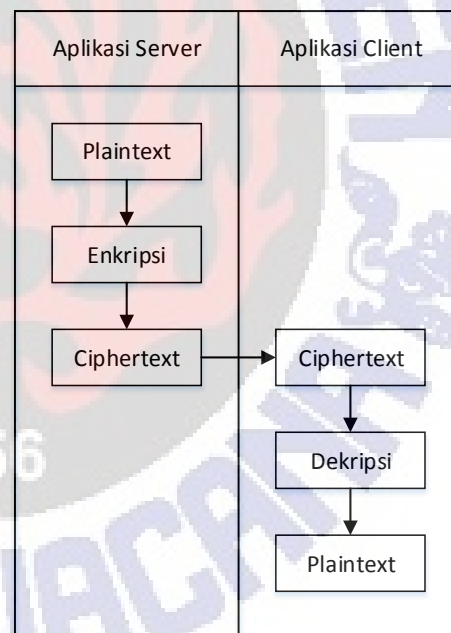 Aplikasi Server
Aplikasi Client
Plaintext
Enkripsi
Ciphertext
Ciphertext
Dekripsi
Plaintext